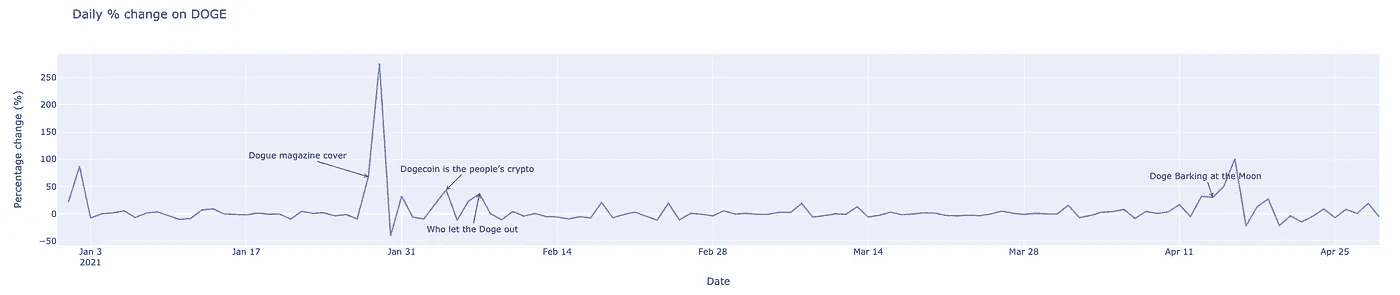 Daily % change on DOGE
Percentage change (%)
250
200
150
100
50
0
−50
Dogue magazine cover
Dogecoin is the people’s crypto
Who let the Doge out
Doge Barking at the Moon
Jan 3
2021
Jan 17
Jan 31
Feb 14
Feb 28
Mar 14
Mar 28
Apr 11
Apr 25
Date